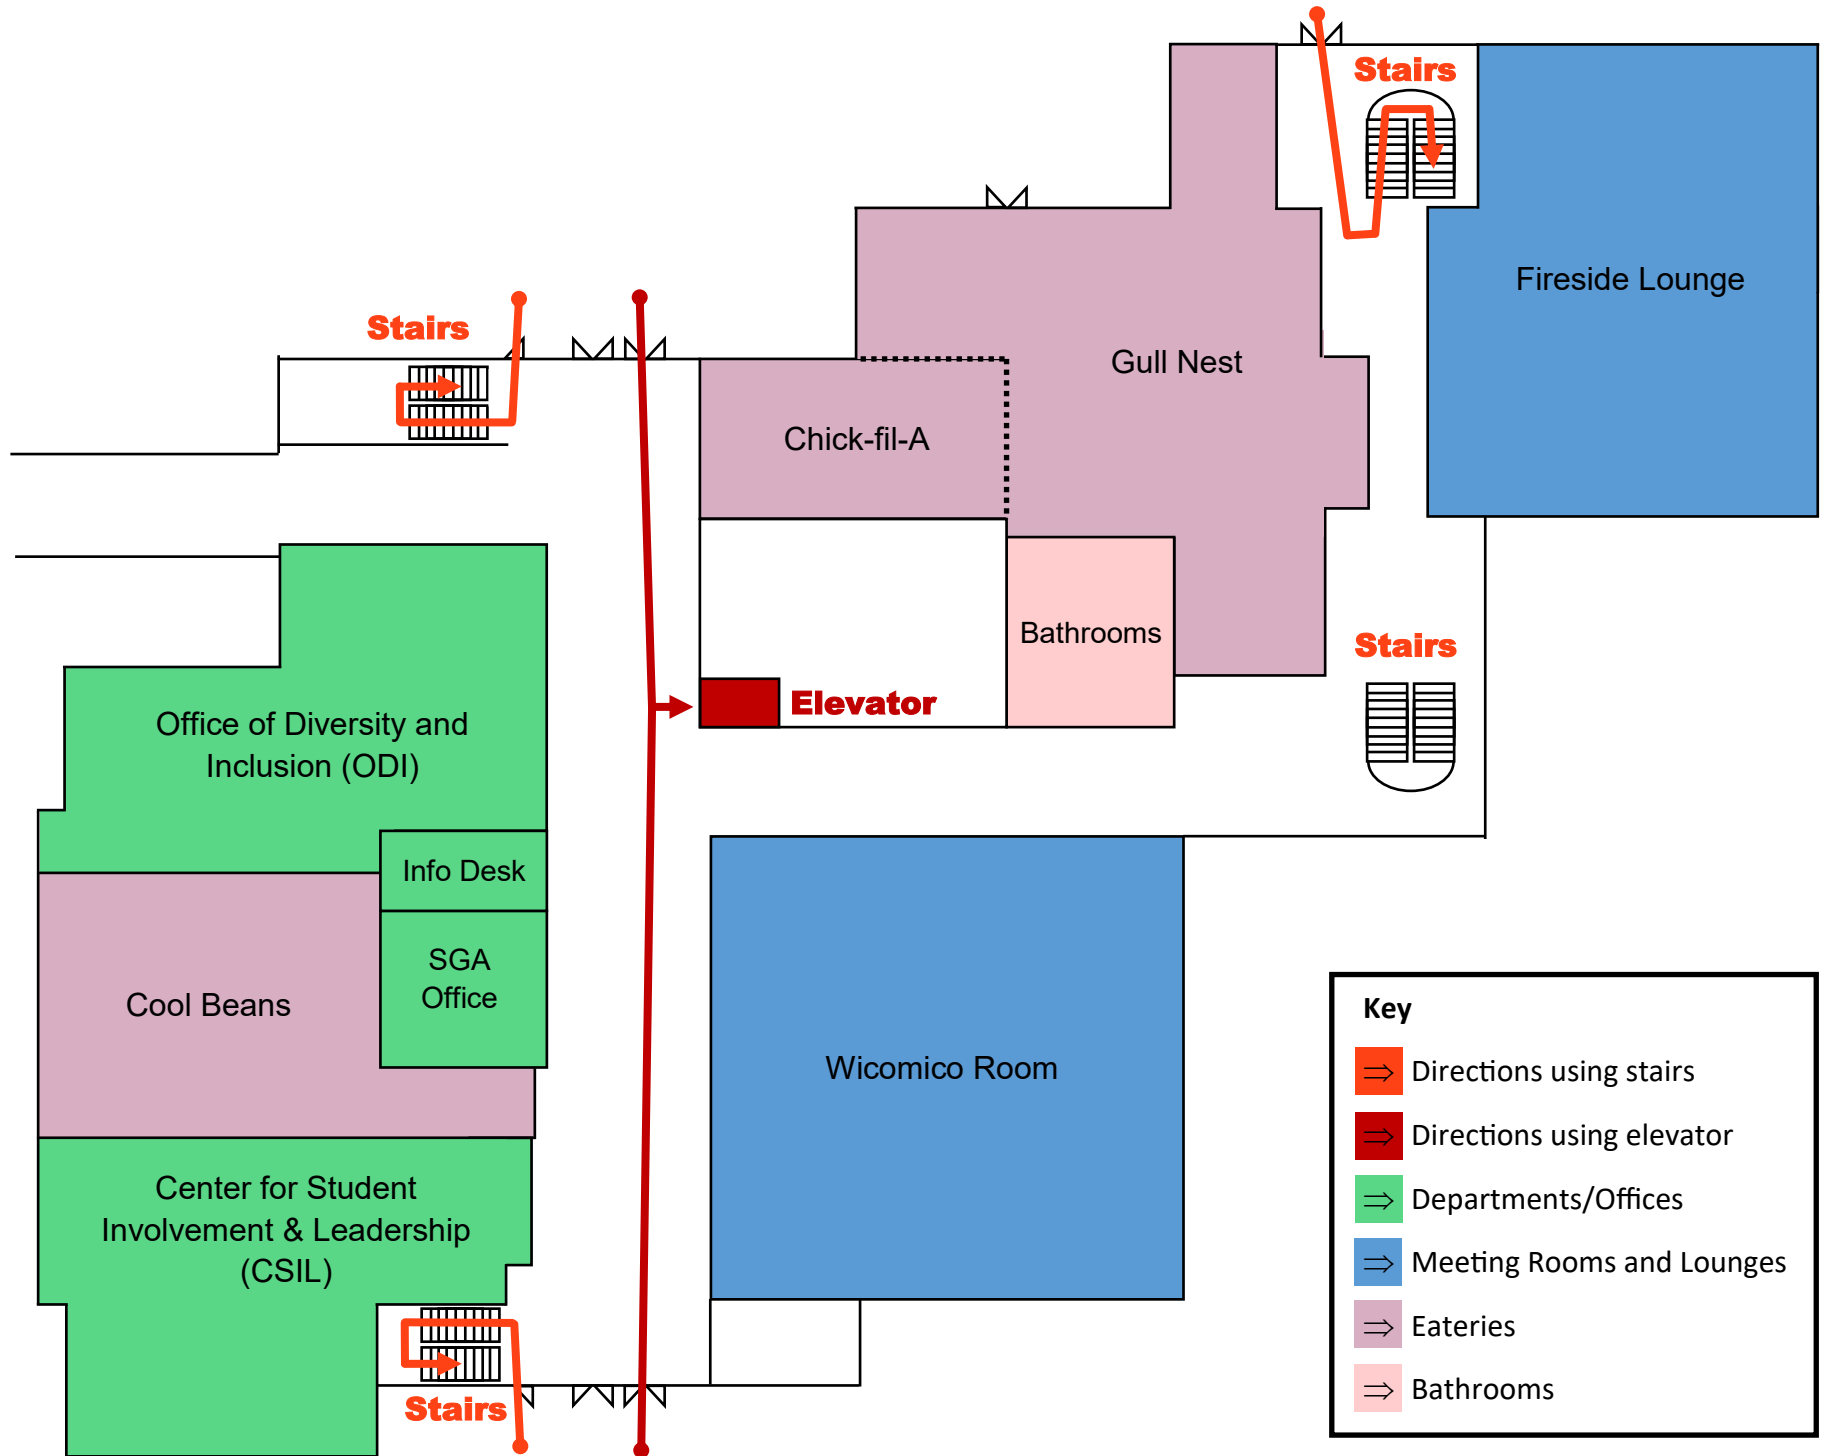 Stairs
Fireside Lounge
Stairs
Gull Nest
Chick-fil-A
Bathrooms
Stairs
Elevator
Office of Diversity and
Inclusion (ODI)
Info Desk
SGA
Office
Cool Beans
Wicomico Room
Center for Student
Involvement & Leadership
(CSIL)
Stairs
Key
⇒ Directions using stairs
⇒ Directions using elevator
⇒ Departments/Offices
⇒ Meeting Rooms and Lounges
⇒ Eateries
⇒ Bathrooms